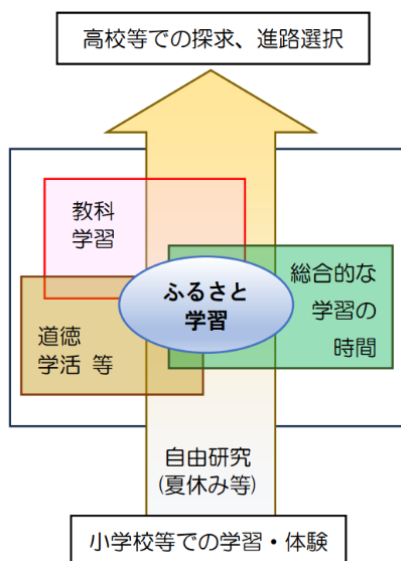 高校等での探求、進路選択
教科
学習
ふるさと
学習
総合的な
学習の
時間
道徳
学活 等
自由研究
(夏休み等)
小学校等での学習・体験